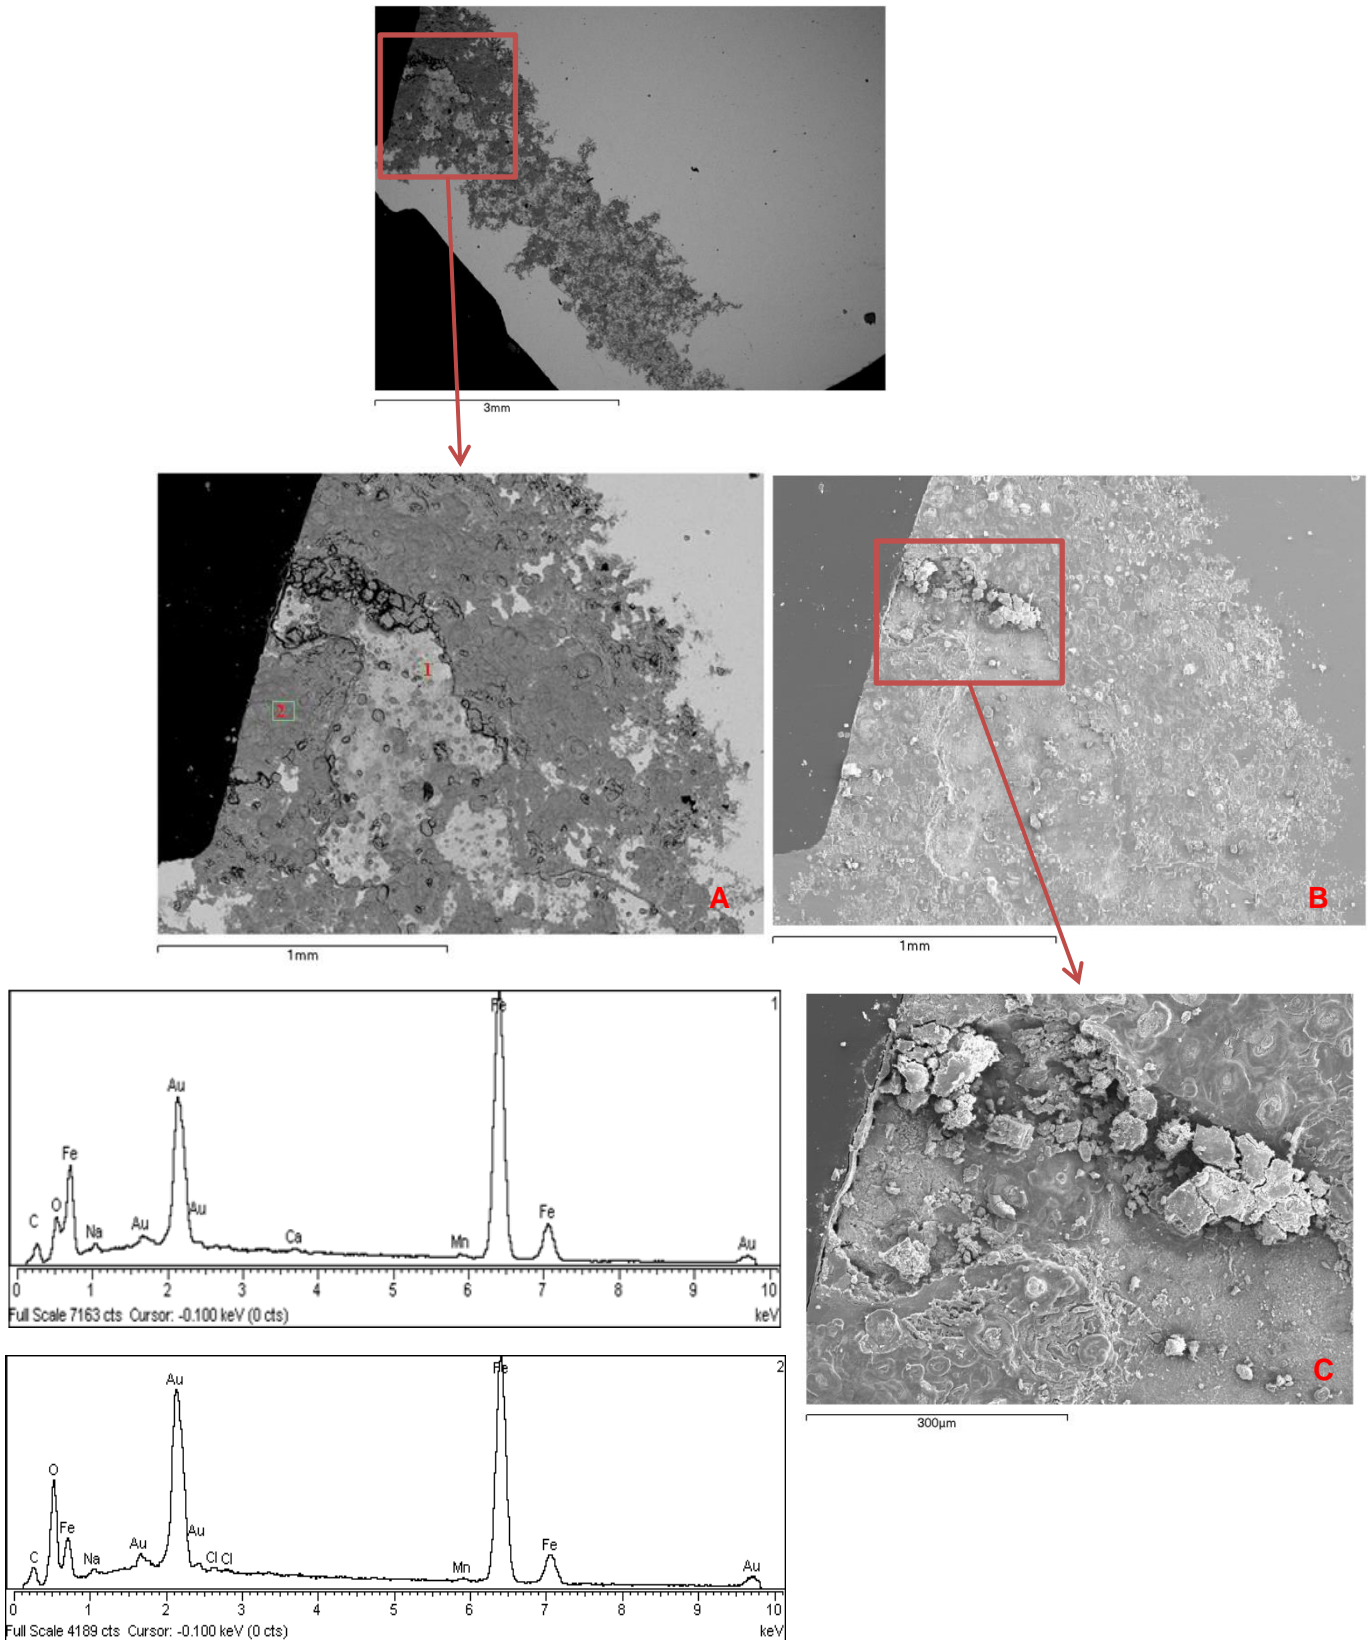 3mm
1
2
A
1mm
B
1mm
1
Fe
Au
Fe
O
C
Na
Au
Au
Ca
Mn
Fe
Au
0 1 2 3 4 5 6 7 8 9 10
Full Scale 7163 cts Cursor: -0.100 keV (0 cts) keV
C
300µm
2
Fe
Au
O
Fe
C
Na
Au
Au
Cl Cl
Mn
Fe
Au
0 1 2 3 4 5 6 7 8 9 10
Full Scale 4189 cts Cursor: -0.100 keV (0 cts) keV